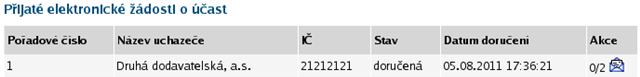 Přijaté elektronické žádosti o účast
Pořadové číslo Název uchazeče IČ Stav Datum doručení Akce
1 Druhá dodavatelská, a.s. 21212121 doručená 05.08.2011 17:36:21 0/2